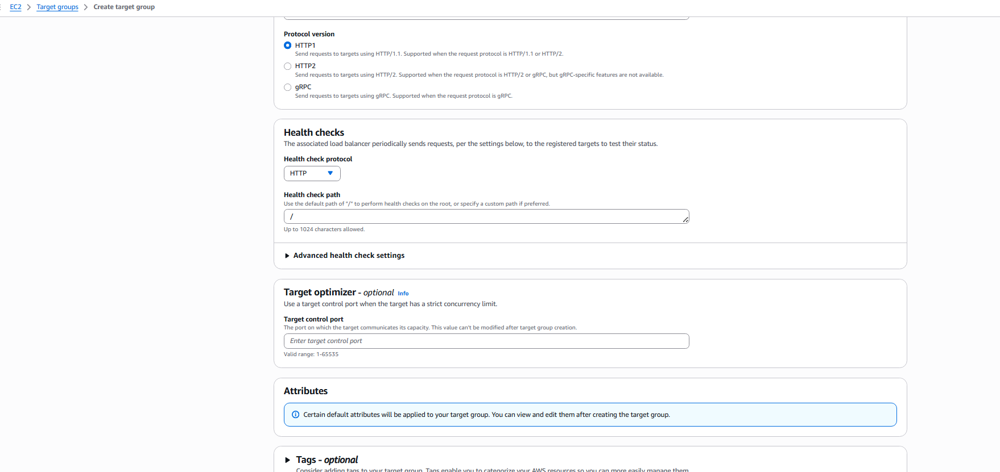 EC2 > Target groups > Create target group
Protocol version
HTTP1
Send requests to targets using HTTP/1.1. Supported when the request protocol is HTTP/1.1 or HTTP/2.
HTTP2
Send requests to targets using HTTP/2. Supported when the request protocol is HTTP/2 or gRPC, but gRPC-specific features are not available.
gRPC
Send requests to targets using gRPC. Supported when the request protocol is gRPC.
Health checks
The associated load balancer periodically sends requests, per the settings below, to the registered targets to test their status.
Health check protocol
HTTP
Health check path
Use the default path of "/" to perform health checks on the root, or specify a custom path if preferred.
/
Up to 1024 characters allowed.
Advanced health check settings
Target optimizer - optional Info
Use a target control port when the target has a strict concurrency limit.
Target control port
The port on which the target communicates its capacity. This value can't be modified after target group creation.
Enter target control port
Valid range: 1-65535
Attributes
Certain default attributes will be applied to your target group. You can view and edit them after creating the target group.
Tags - optional
Consider adding tags to your target group. Tags enable you to categorize your AWS resources so you can more easily manage them.